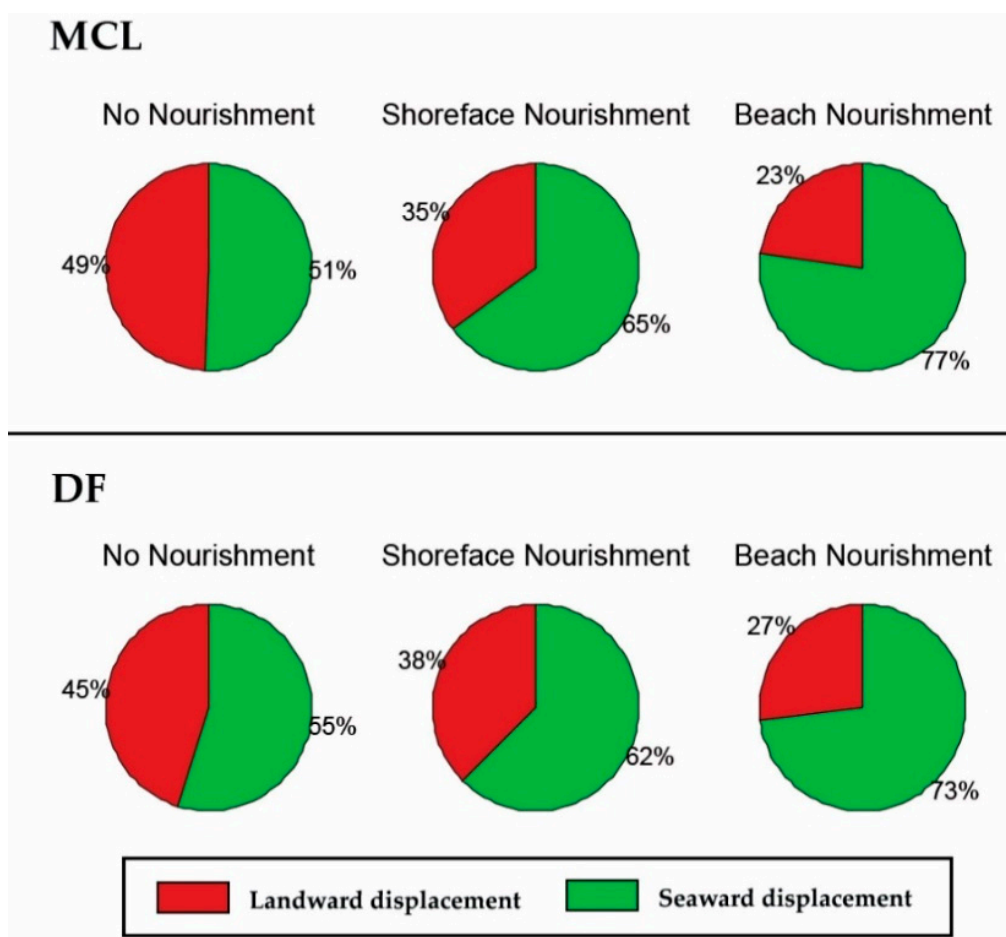 MCL
No Nourishment
Shoreface Nourishment
Beach Nourishment
49%
51%
35%
65%
23%
77%
DF
No Nourishment
Shoreface Nourishment
Beach Nourishment
45%
55%
38%
62%
27%
73%
Landward displacement
Seaward displacement